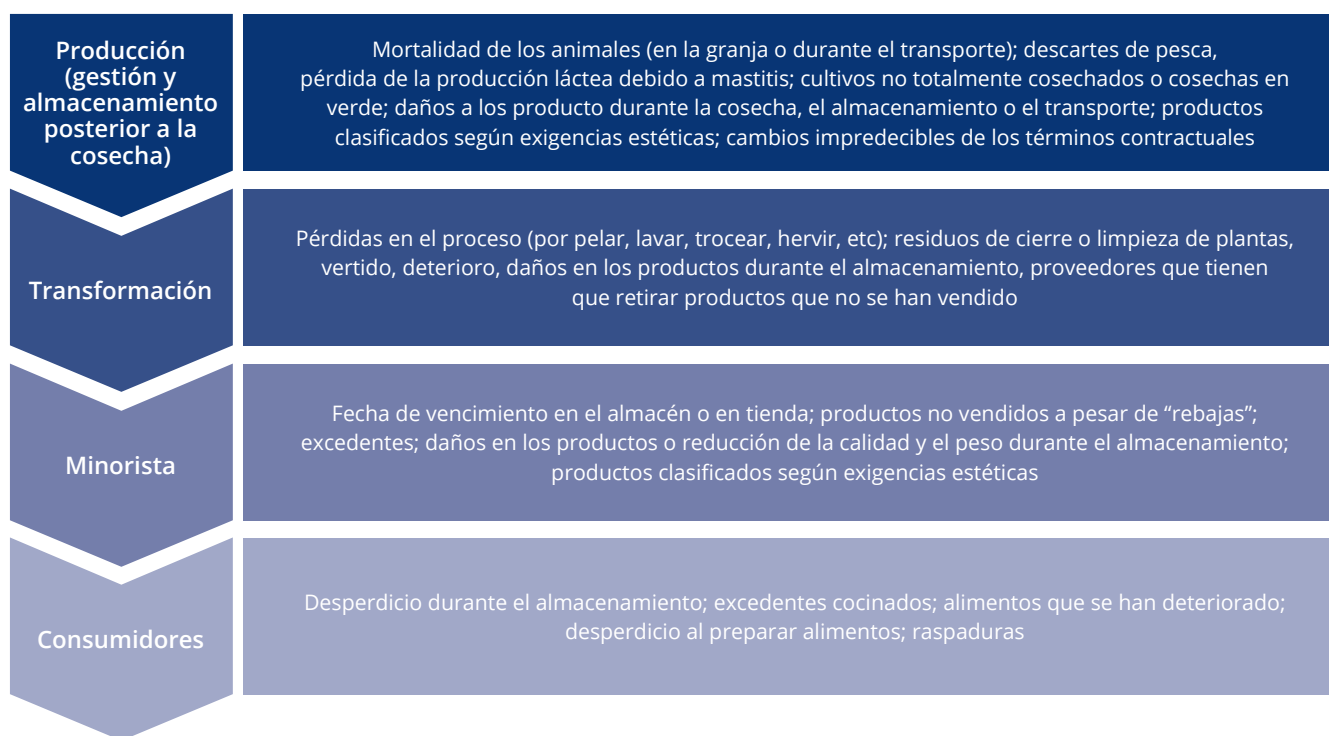 Producción
(gestión y
almacenamiento
posterior a la
cosecha)
Mortalidad de los animales (en la granja o durante el transporte); descartes de pesca,
pérdida de la producción láctea debido a mastitis; cultivos no totalmente cosechados o cosechas en
verde; daños a los producto durante la cosecha, el almacenamiento o el transporte; productos
clasificados según exigencias estéticas; cambios impredecibles de los términos contractuales
Transformación
Pérdidas en el proceso (por pelar, lavar, trocear, hervir, etc); residuos de cierre o limpieza de plantas,
vertido, deterioro, daños en los productos durante el almacenamiento, proveedores que tienen
que retirar productos que no se han vendido
Minorista
Fecha de vencimiento en el almacén o en tienda; productos no vendidos a pesar de “rebajas”;
excedentes; daños en los productos o reducción de la calidad y el peso durante el almacenamiento;
productos clasificados según exigencias estéticas
Consumidores
Desperdicio durante el almacenamiento; excedentes cocinados; alimentos que se han deteriorado;
desperdicio al preparar alimentos; raspaduras